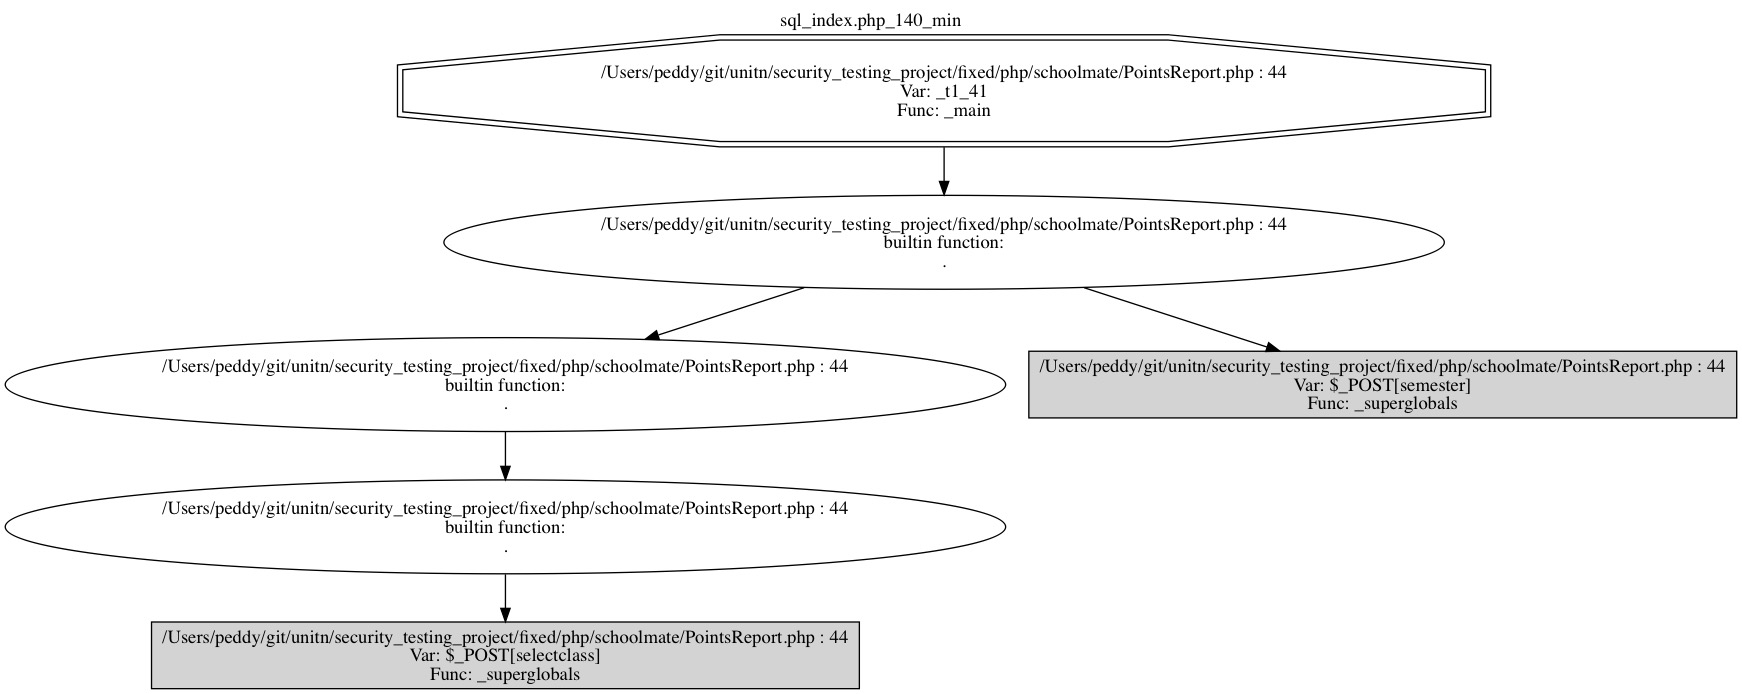 sql_index.php_140_min
/Users/peddy/git/unitn/security_testing_project/fixed/php/schoolmate/PointsReport.php : 44
Var: _t1_41
Func: _main
/Users/peddy/git/unitn/security_testing_project/fixed/php/schoolmate/PointsReport.php : 44
builtin function:
.
/Users/peddy/git/unitn/security_testing_project/fixed/php/schoolmate/PointsReport.php : 44
builtin function:
.
/Users/peddy/git/unitn/security_testing_project/fixed/php/schoolmate/PointsReport.php : 44
Var: $_POST[semester]
Func: _superglobals
/Users/peddy/git/unitn/security_testing_project/fixed/php/schoolmate/PointsReport.php : 44
builtin function:
.
/Users/peddy/git/unitn/security_testing_project/fixed/php/schoolmate/PointsReport.php : 44
Var: $_POST[selectclass]
Func: _superglobals